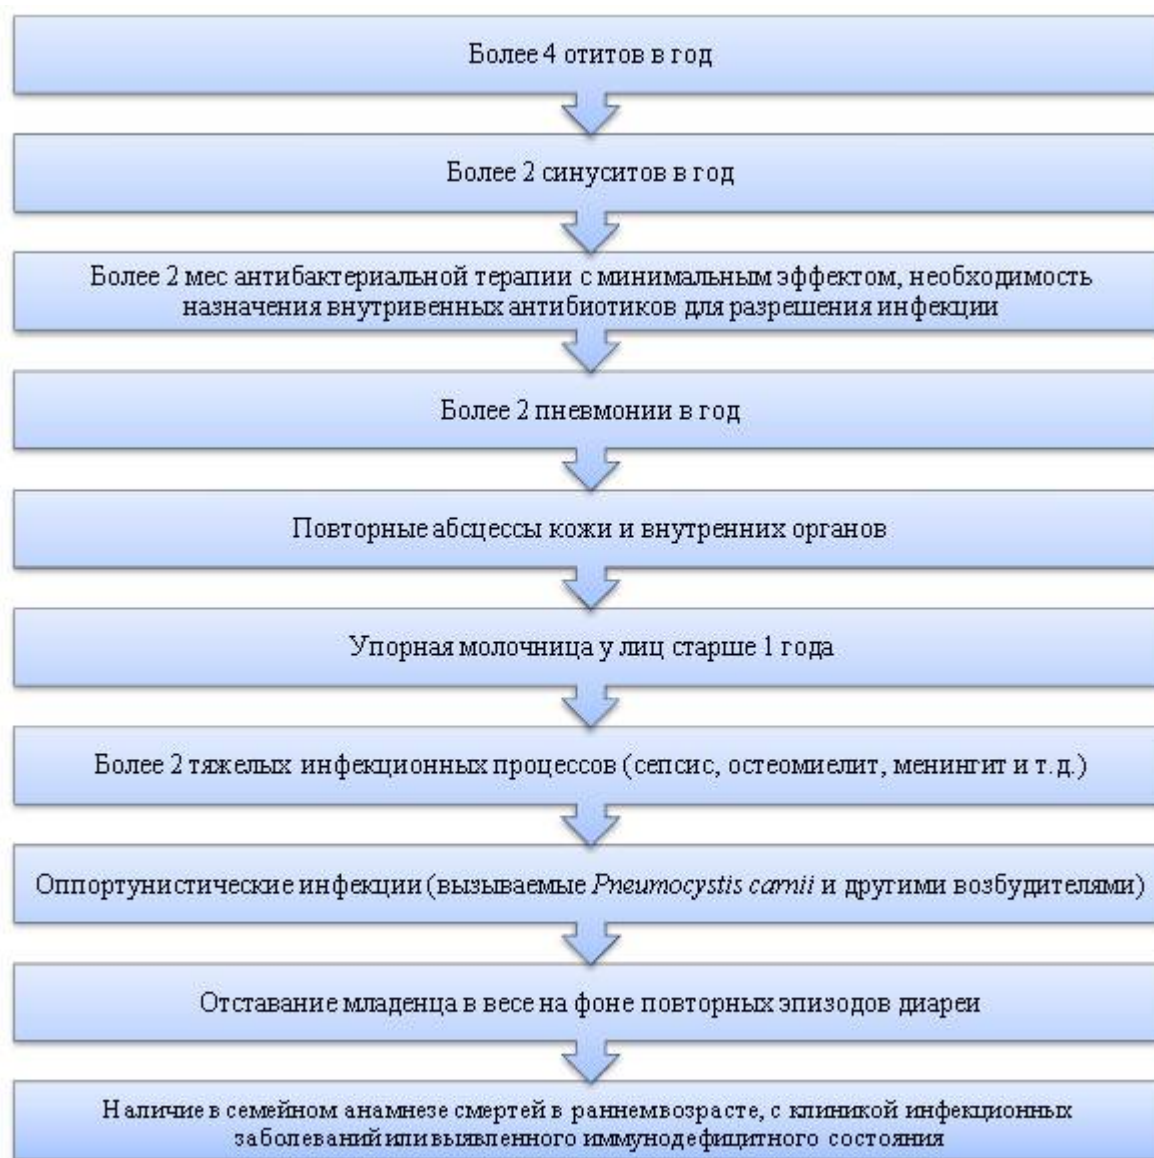 Более 4 отитов в год
Более 2 синуситов в год
Более 2 мес антибактериальной терапии с минимальным эффектом, необходимость
назначения внутривенных антибиотиков для разрешения инфекции
Более 2 пневмонии в год
Повторные абсцессы кожи и внутренних органов
Упорная молочница у лиц старше 1 года
Более 2 тяжелых инфекционных процессов (сепсис, остеомиелит, менингит и т.д.)
Оппортунистические инфекции (вызываемые Pneumocystis carnii и другими возбудителями)
Отставание младенца в весе на фоне повторных эпизодов диареи
Наличие в семейном анамнезе смертей в раннемвозрасте, с клиникой инфекционных
заболеванийиливыявленного иммунодефицитного состояния